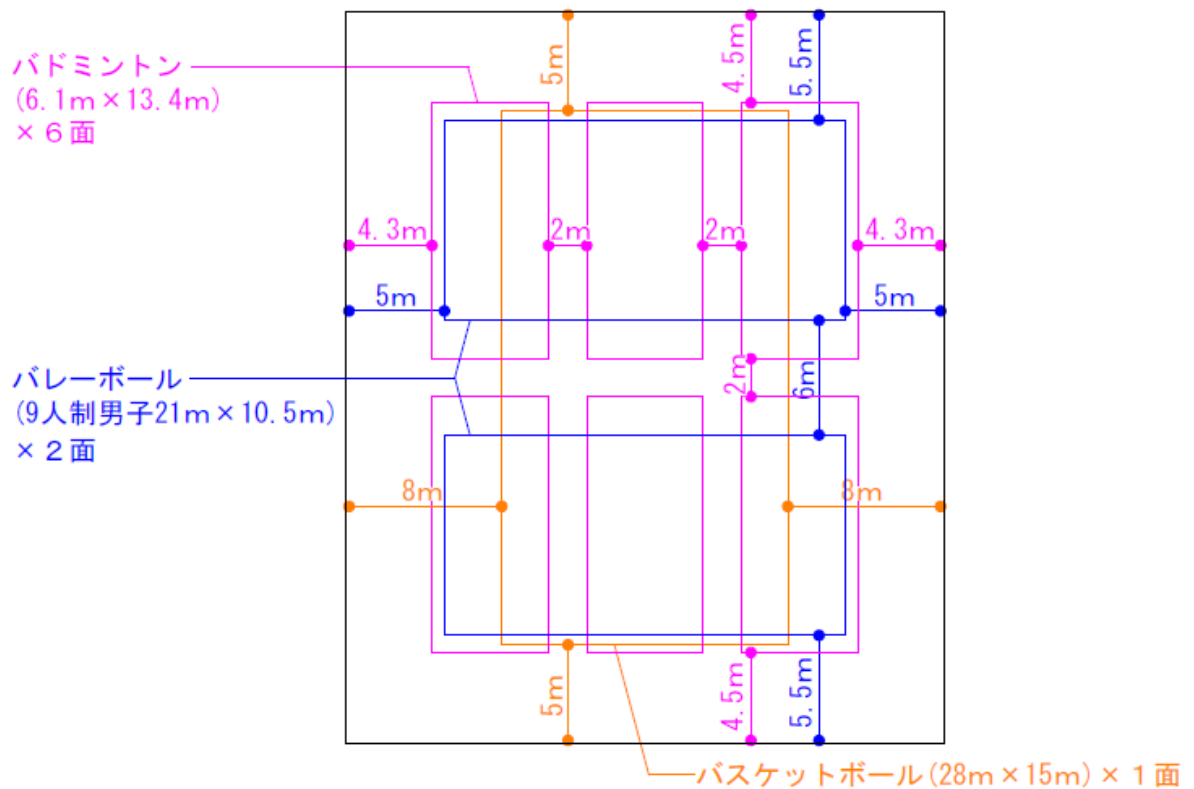 バドミントン
(6.1m×13.4m)
×６面
5m
4.5m
5.5m
4.3m
2m
2m
4.3m
5m
5m
バレーボール
(9人制男子21m×10.5m)
×２面
2m
6m
8m
8m
5m
4.5m
5.5m
バスケットボール(28m×15m)×１面